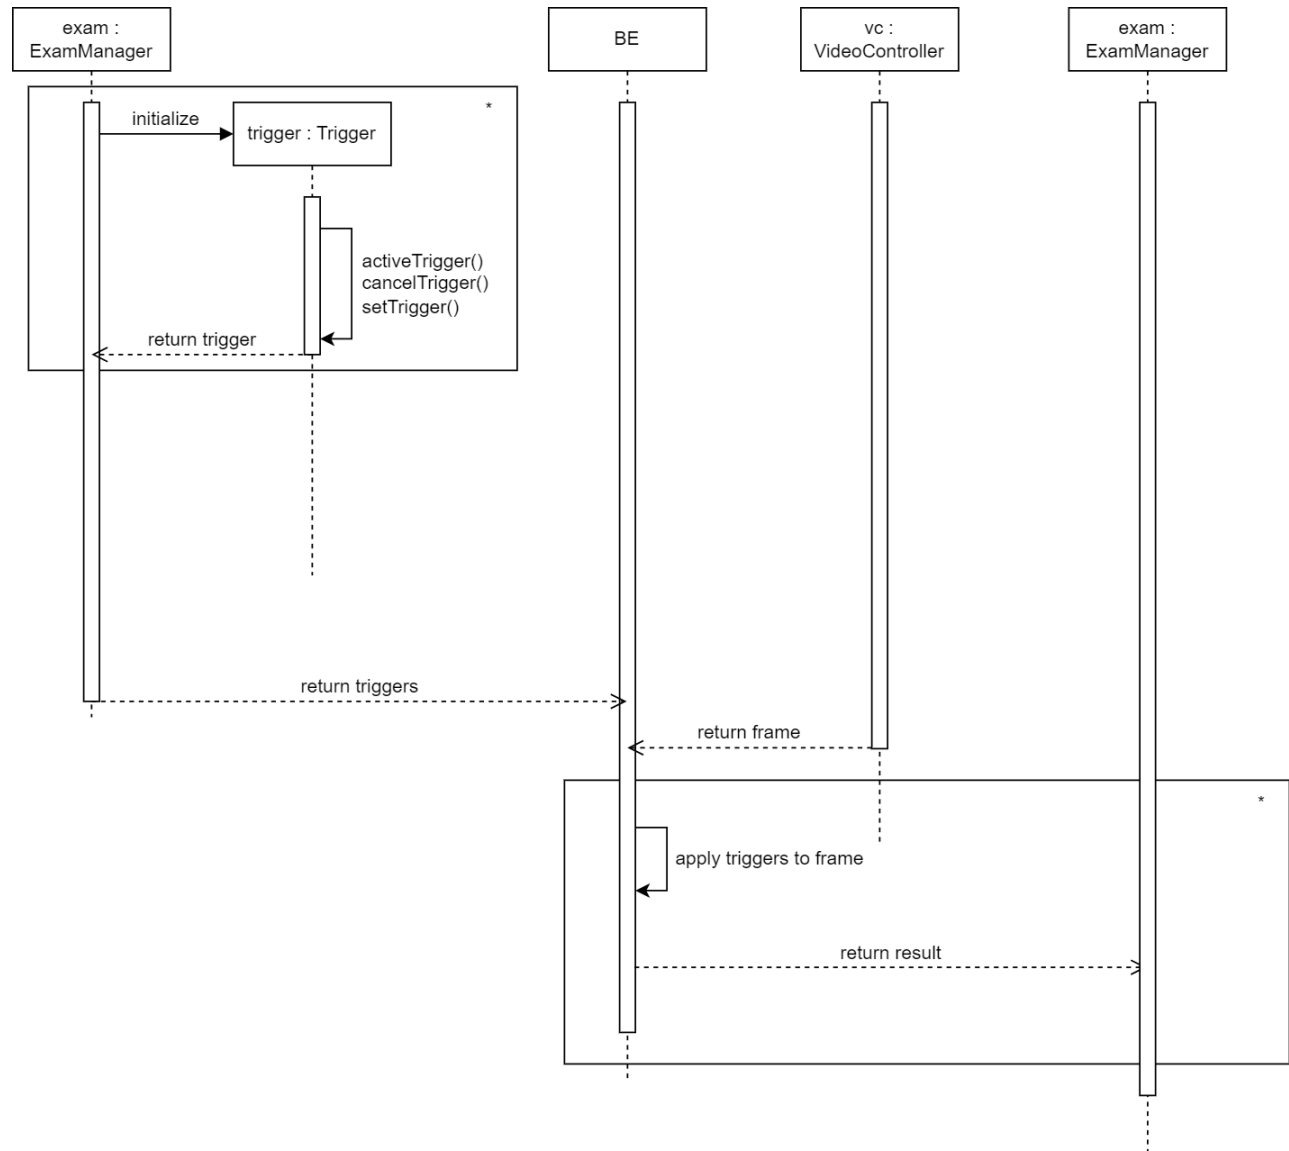 exam :
ExamManager
BE
vc :
VideoController
exam :
ExamManager
*
initialize
trigger : Trigger
activeTrigger()
cancelTrigger()
setTrigger()
return trigger
return triggers
return frame
*
apply triggers to frame
return result